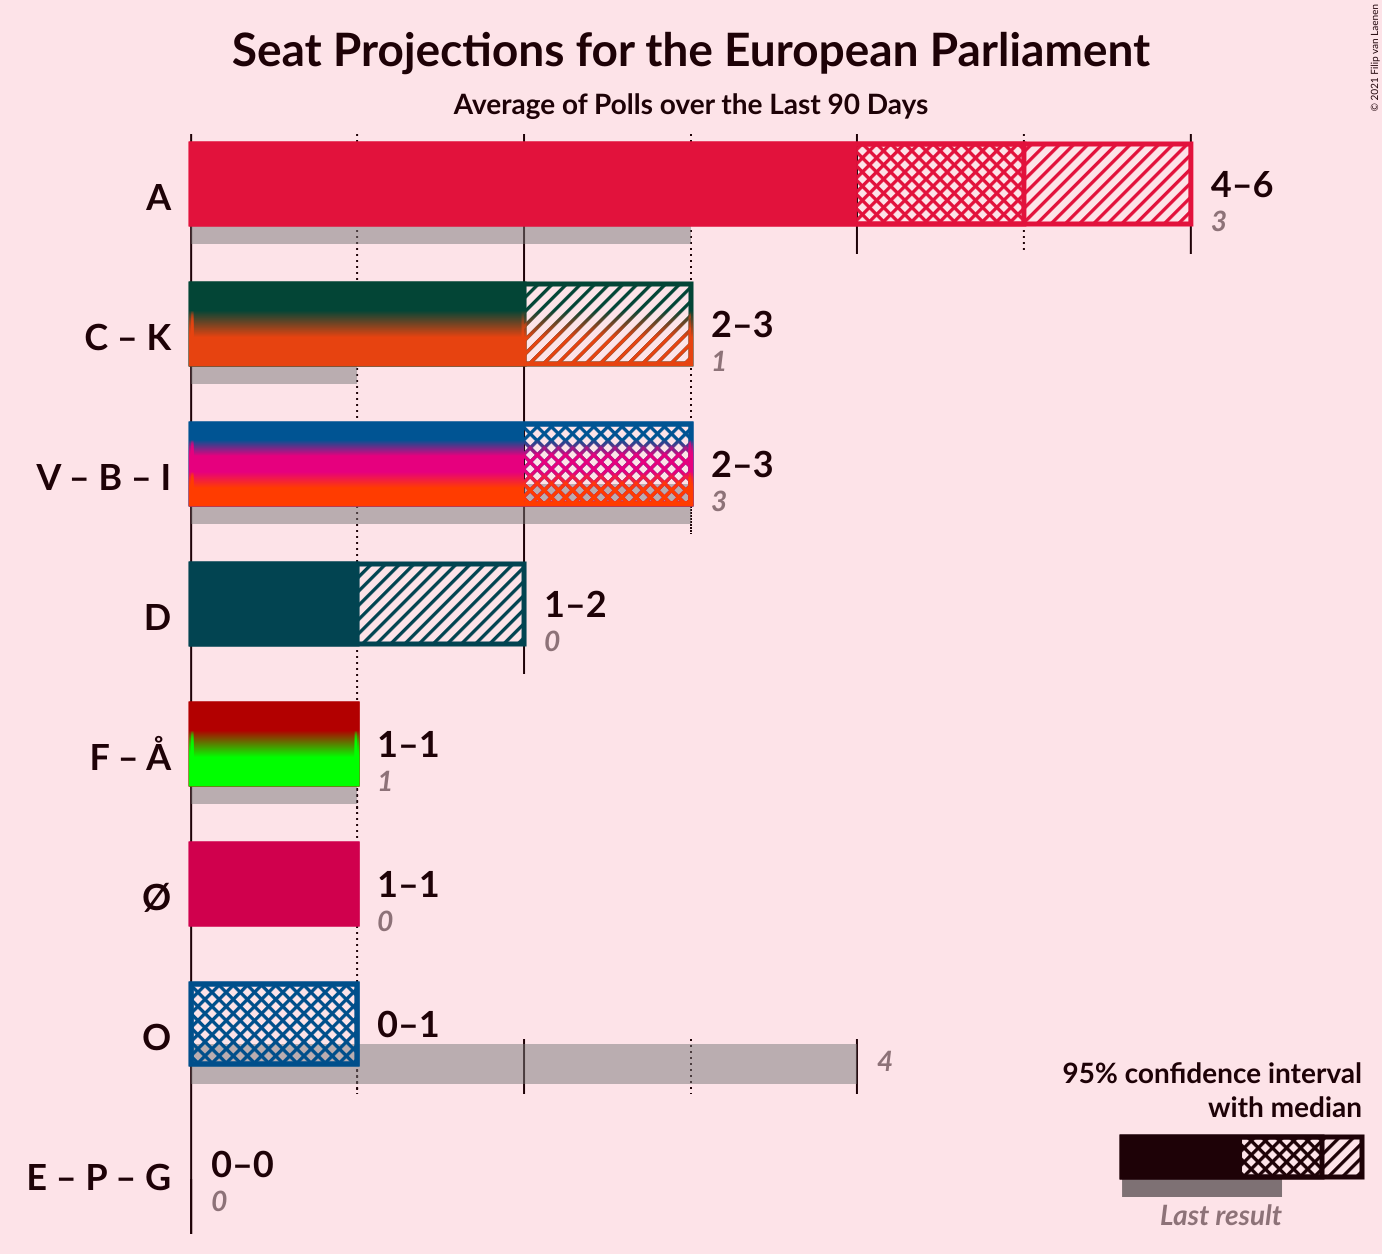 Seat Projections for the European Parliament
Average of Polls over the Last 90 Days
© 2021 Filip van Laenen
A
4–6
3
C – K
2–3
1
V – B – I
2–3
3
D
1–2
0
F – Å
1–1
1
Ø
1–1
0
O
0–1
4
E – P – G
0–0
0
95% confidence interval
with median
Last result